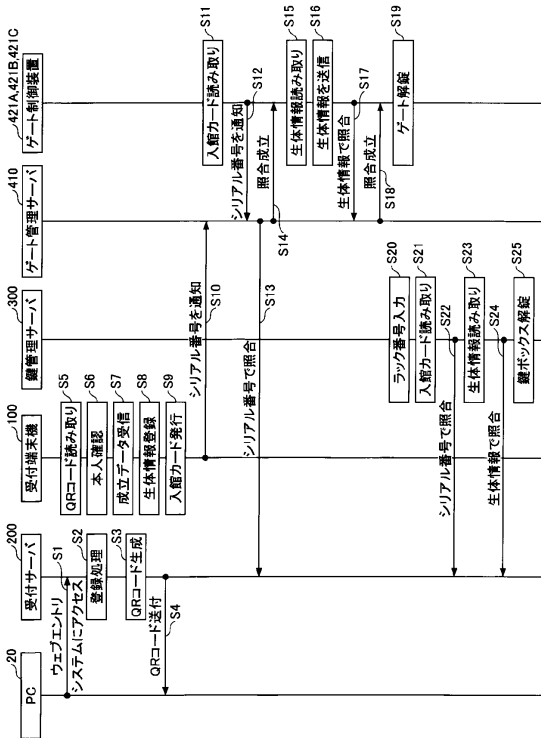 20
PC
200
受付サーバ
100
受付端末機
300
鍵管理サーバ
410
ゲート管理サーバ
421A,421B,421C
ゲート制御装置
ウェブエントリ
システムにアクセス
S1
登録処理
S2
QRコード生成
S3
QRコード送付
S4
QRコード読み取り
S5
本人確認
S6
成立データ受信
S7
生体情報登録
S8
入館カード発行
S9
シリアル番号を通知
S10
入館カード読み取り
S11
シリアル番号を通知
S12
シリアル番号で照合
S13
照合成立
S14
生体情報読み取り
S15
生体情報を送信
S16
生体情報で照合
S17
照合成立
S18
ゲート解錠
S19
ラック番号入力
S20
入館カード読み取り
S21
シリアル番号で照合
S22
生体情報読み取り
S23
生体情報で照合
S24
鍵ボックス解錠
S25